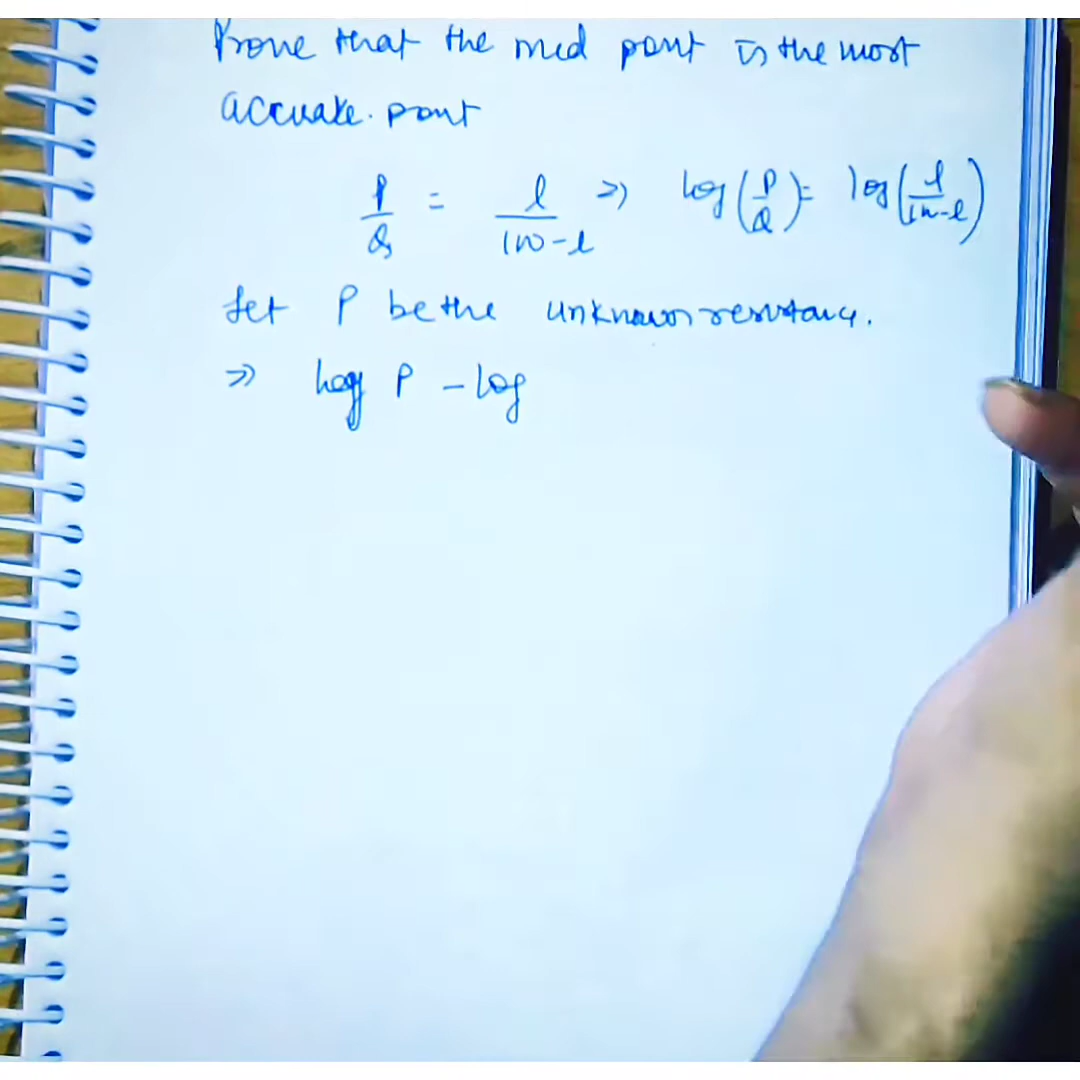 Prove that the mid point is the most
accurate. point
P/Q = l/100-l => log(P/Q) = log(l/100-l)
Let P be the unknown resistance.
=> log P - log